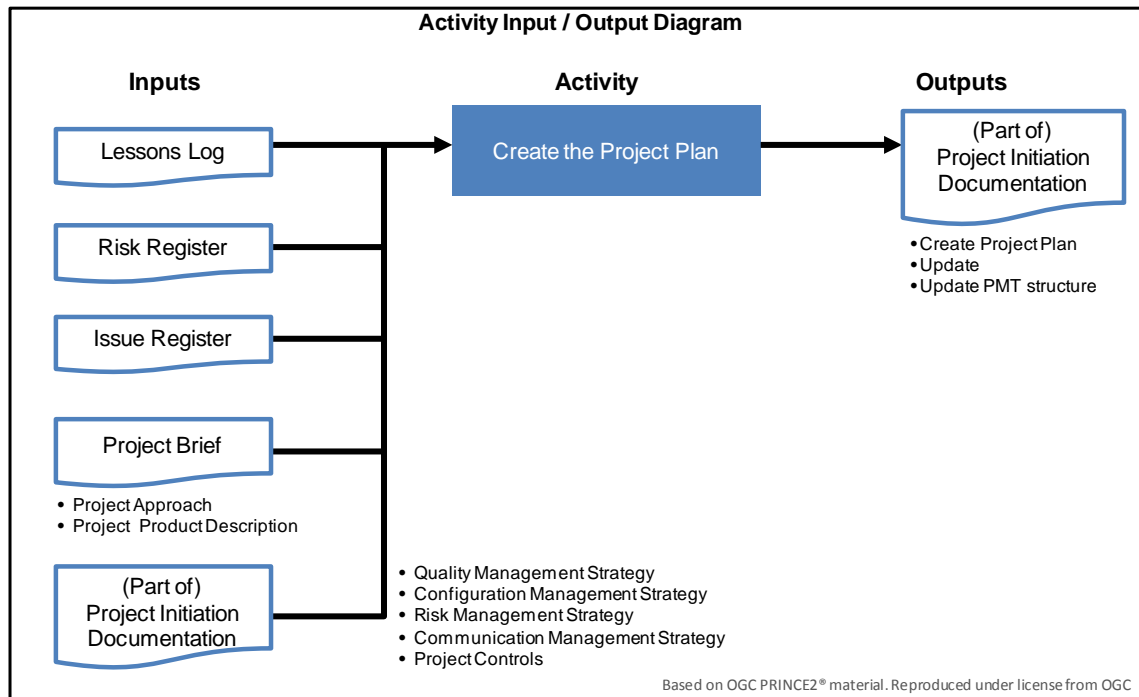 Activity Input / Output Diagram
Inputs
Activity
Outputs
Lessons Log
Create the Project Plan
(Part of)
Project Initiation
Documentation
• Create Project Plan
• Update
• Update PMT structure
Risk Register
Issue Register
Project Brief
• Project Approach
• Project Product Description
(Part of)
Project Initiation
Documentation
• Quality Management Strategy
• Configuration Management Strategy
• Risk Management Strategy
• Communication Management Strategy
• Project Controls
Based on OGC PRINCE2® material. Reproduced under license from OGC